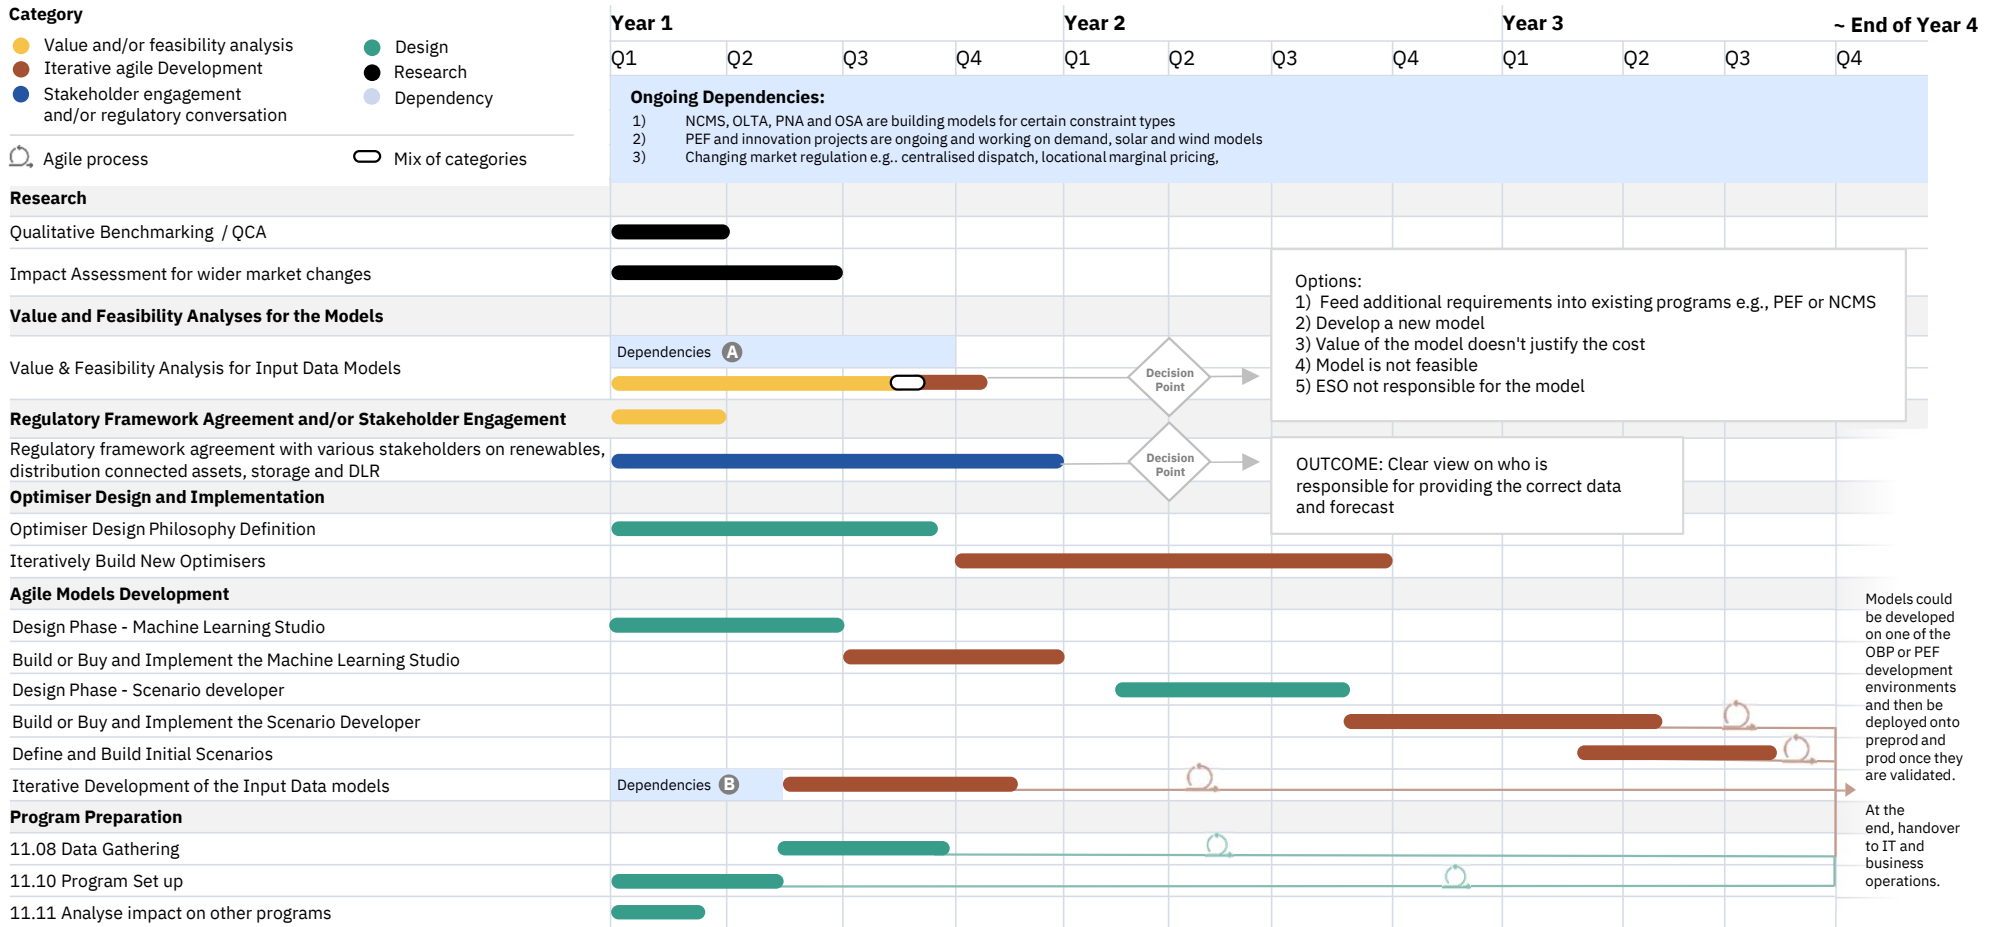 Category
Value and/or feasibility analysis
Iterative agile Development
Stakeholder engagement
and/or regulatory conversation
Design
Research
Dependency
Agile process
Mix of categories
Year 1
Year 2
Year 3
~ End of Year 4
Q1
Q2
Q3
Q4
Q1
Q2
Q3
Q4
Q1
Q2
Q3
Q4
Ongoing Dependencies:
1) NCMS, OLTA, PNA and OSA are building models for certain constraint types
2) PEF and innovation projects are ongoing and working on demand, solar and wind models
3) Changing market regulation e.g.. centralised dispatch, locational marginal pricing,
Research
Qualitative Benchmarking / QCA
Impact Assessment for wider market changes
Value and Feasibility Analyses for the Models
Value & Feasibility Analysis for Input Data Models
Dependencies A
Decision
Point
Options:
1) Feed additional requirements into existing programs e.g., PEF or NCMS
2) Develop a new model
3) Value of the model doesn't justify the cost
4) Model is not feasible
5) ESO not responsible for the model
Regulatory Framework Agreement and/or Stakeholder Engagement
Regulatory framework agreement with various stakeholders on renewables,
distribution connected assets, storage and DLR
Decision
Point
OUTCOME: Clear view on who is
responsible for providing the correct data
and forecast
Optimiser Design and Implementation
Optimiser Design Philosophy Definition
Iteratively Build New Optimisers
Agile Models Development
Design Phase - Machine Learning Studio
Build or Buy and Implement the Machine Learning Studio
Design Phase - Scenario developer
Build or Buy and Implement the Scenario Developer
Define and Build Initial Scenarios
Iterative Development of the Input Data models
Dependencies B
Program Preparation
11.08 Data Gathering
11.10 Program Set up
11.11 Analyse impact on other programs
Models could
be developed
on one of the
OBP or PEF
development
environments
and then be
deployed onto
preprod and
prod once they
are validated.
At the
end, handover
to IT and
business
operations.